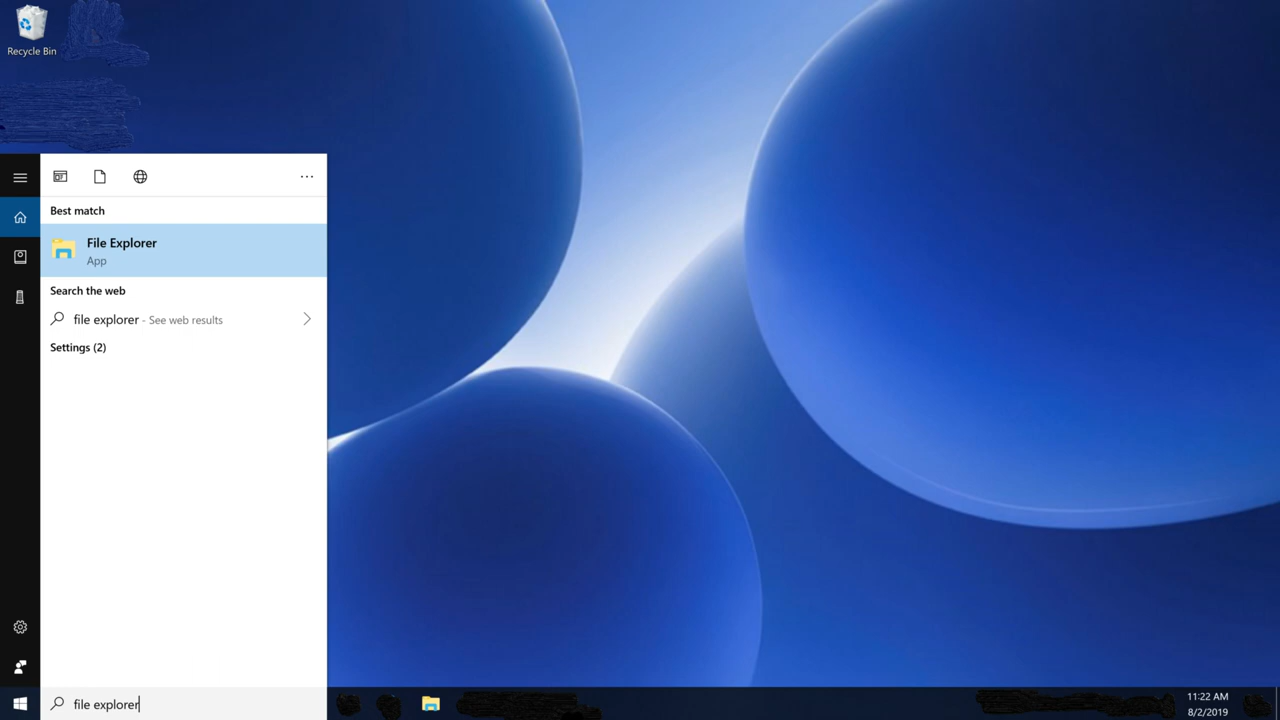 Recycle Bin
Best match
File Explorer
App
Search the web
file explorer - See web results
Settings (2)
file explorer
11:22 AM
8/2/2019